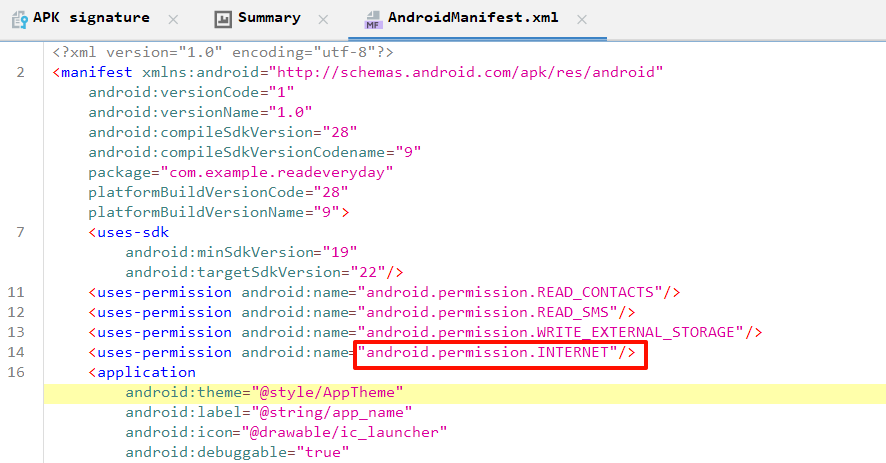 APK signature × Summary × MF AndroidManifest.xml ×
<?xml version="1.0" encoding="utf-8"?>
2 <manifest xmlns:android="http://schemas.android.com/apk/res/android"
android:versionCode="1"
android:versionName="1.0"
android:compileSdkVersion="28"
android:compileSdkVersionCodename="9"
package="com.example.readeveryday"
platformBuildVersionCode="28"
platformBuildVersionName="9">
7 <uses-sdk
android:minSdkVersion="19"
android:targetSdkVersion="22"/>
11 <uses-permission android:name="android.permission.READ_CONTACTS"/>
12 <uses-permission android:name="android.permission.READ_SMS"/>
13 <uses-permission android:name="android.permission.WRITE_EXTERNAL_STORAGE"/>
14 <uses-permission android:name="android.permission.INTERNET"/>
16 <application
android:theme="@style/AppTheme"
android:label="@string/app_name"
android:icon="@drawable/ic_launcher"
android:debuggable="true"